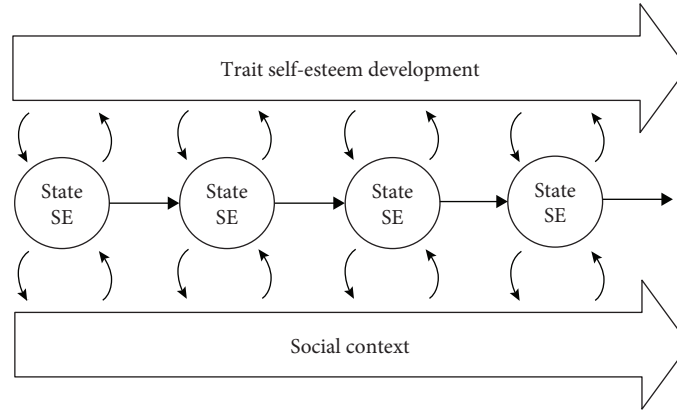 Trait self-esteem development
State
SE
State
SE
State
SE
State
SE
Social context